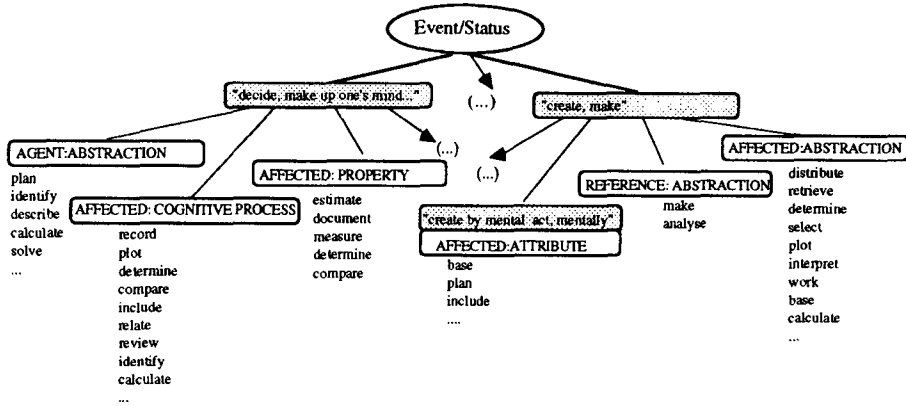 Event/Status
"decide, make up one's mind..."
(...)
"create, make"
AGENT:ABSTRACTION
plan
identify
describe
calculate
solve
...
AFFECTED: COGNITIVE PROCESS
record
plot
determine
compare
include
relate
review
identify
calculate
...
AFFECTED: PROPERTY
estimate
document
measure
determine
compare
(...)
(...)
"create by mental act, mentally"
AFFECTED:ATTRIBUTE
base
plan
include
....
REFERENCE: ABSTRACTION
make
analyse
AFFECTED:ABSTRACTION
distribute
retrieve
determine
select
plot
interpret
work
base
calculate
...